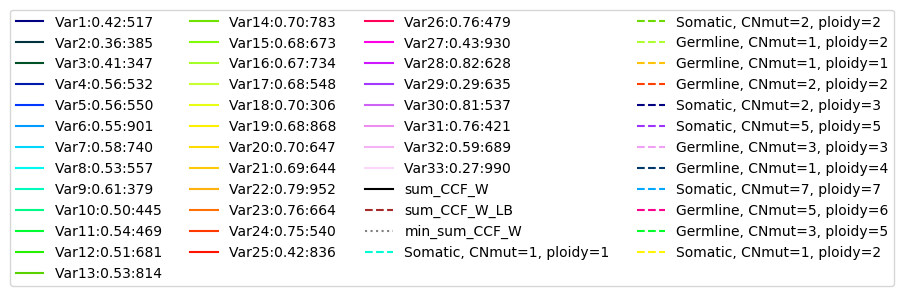 Var1:0.42:517
Var2:0.36:385
Var3:0.41:347
Var4:0.56:532
Var5:0.56:550
Var6:0.55:901
Var7:0.58:740
Var8:0.53:557
Var9:0.61:379
Var10:0.50:445
Var11:0.54:469
Var12:0.51:681
Var13:0.53:814
Var14:0.70:783
Var15:0.68:673
Var16:0.67:734
Var17:0.68:548
Var18:0.70:306
Var19:0.68:868
Var20:0.70:647
Var21:0.69:644
Var22:0.79:952
Var23:0.76:664
Var24:0.75:540
Var25:0.42:836
Var26:0.76:479
Var27:0.43:930
Var28:0.82:628
Var29:0.29:635
Var30:0.81:537
Var31:0.76:421
Var32:0.59:689
Var33:0.27:990
sum_CCF_W
sum_CCF_W_LB
min_sum_CCF_W
Somatic, CNmut=1, ploidy=1
Somatic, CNmut=2, ploidy=2
Germline, CNmut=1, ploidy=2
Germline, CNmut=1, ploidy=1
Germline, CNmut=2, ploidy=2
Somatic, CNmut=2, ploidy=3
Somatic, CNmut=5, ploidy=5
Germline, CNmut=3, ploidy=3
Germline, CNmut=1, ploidy=4
Somatic, CNmut=7, ploidy=7
Germline, CNmut=5, ploidy=6
Germline, CNmut=3, ploidy=5
Somatic, CNmut=1, ploidy=2